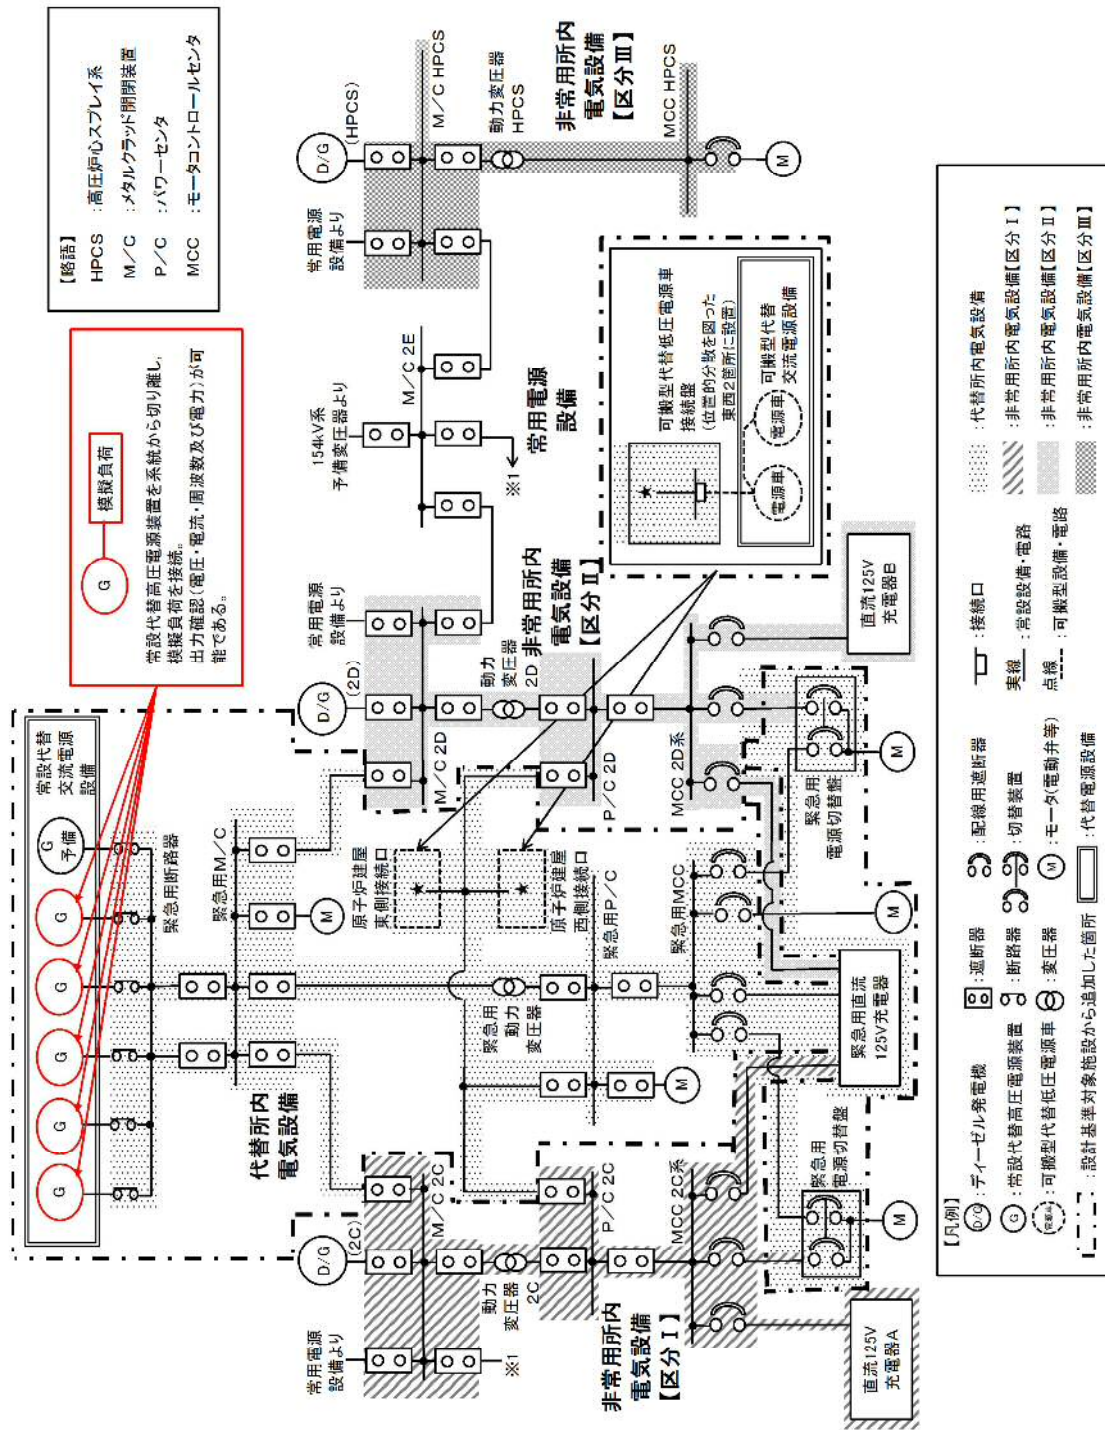 【略語】
HPCS :高圧炉心スプレイ系
M/C :メタルクラッド開閉装置
P/C :パワーセンタ
MCC :モータコントロールセンタ
G
模擬負荷
常設代替高圧電源装置を系統から切り離し,
模擬負荷を接続。
出力確認(電圧・電流・周波数及び電力)が可
能である。
常設代替
交流電源
設備
G
G
G
G
G
G
予備
緊急用断路器
緊急用M/C
M
代替所内
電気設備
常用電源
設備より
D/G
(2C)
M/C 2C
※1
動力
変圧器
2C
P/C 2C
非常用所内
電気設備
【区分Ⅰ】
MCC 2C系
直流125V
充電器A
緊急用
電源切替盤
M
緊急用
動力
変圧器
緊急用P/C
M
緊急用MCC
M
緊急用直流
125V充電器
原子炉建屋
東側接続口
原子炉建屋
西側接続口
D/G
(2D)
常用電源
設備より
M/C 2D
動力
変圧器
2D
非常用所内
電気設備
【区分Ⅱ】
P/C 2D
MCC 2D系
緊急用
電源切替盤
M
直流125V
充電器B
154kV系
予備変圧器より
M/C 2E
※1
常用電源
設備
可搬型代替低圧電源車
接続盤
(位置的分散を図った
東西2箇所に設置)
可搬型代替
交流電源設備
電源車
電源車
常用電源
設備より
D/G
(HPCS)
M/C HPCS
動力変圧器
HPCS
非常用所内
電気設備
【区分Ⅲ】
MCC HPCS
M
【凡例】
D/G :ディーゼル発電機
G :常設代替高圧電源装置
電源車 :可搬型代替低圧電源車
:設計基準対象施設から追加した箇所
:遮断器
:断路器
:変圧器
:代替電源設備
:配線用遮断器
:切替装置
M :モータ(電動弁等)
:接続口
実線 :常設設備・電路
点線 :可搬型設備・電路
:代替所内電気設備
:非常用所内電気設備【区分Ⅰ】
:非常用所内電気設備【区分Ⅱ】
:非常用所内電気設備【区分Ⅲ】